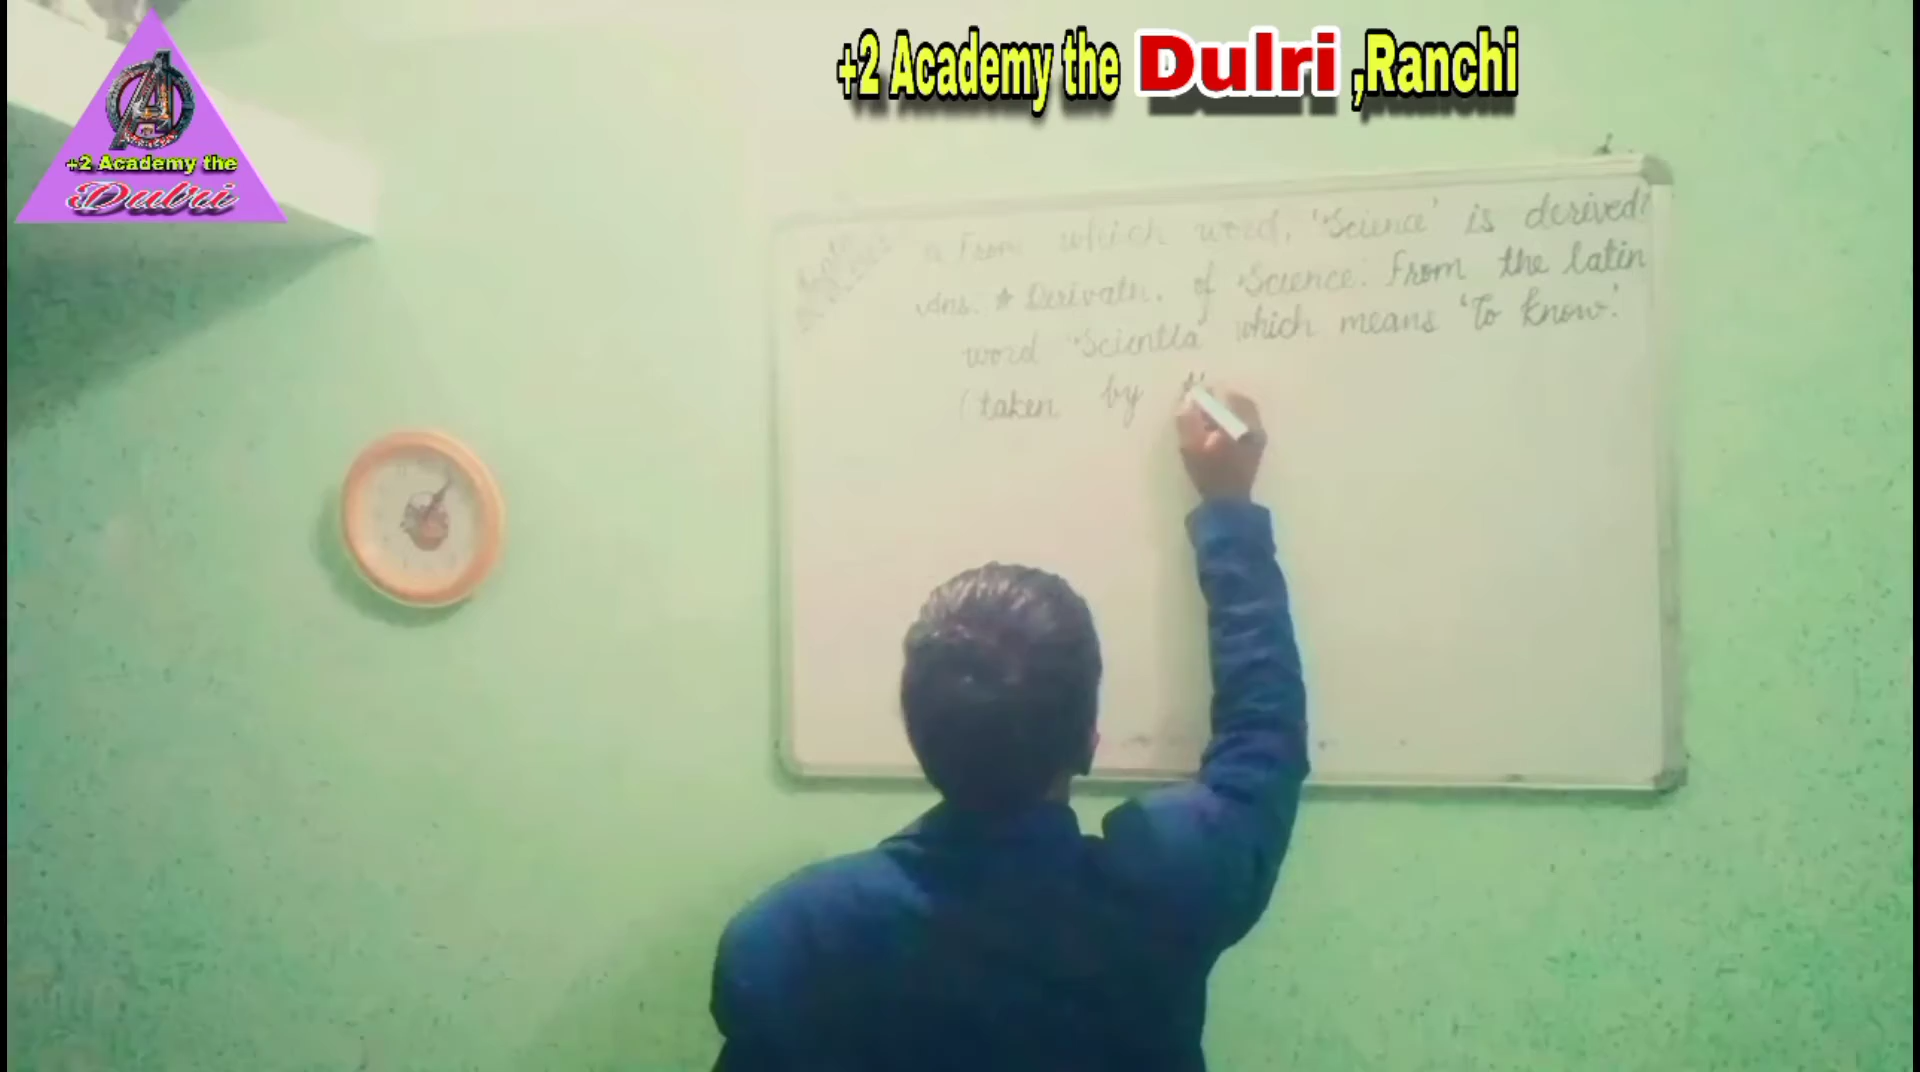 +2 Academy the Dulri ,Ranchi
+2 Academy the
Dulri
From which word, 'Science' is derived?
Ans. * Derivatn. of Science: From the latin
word 'Scientia' which means 'To know'.
(taken by